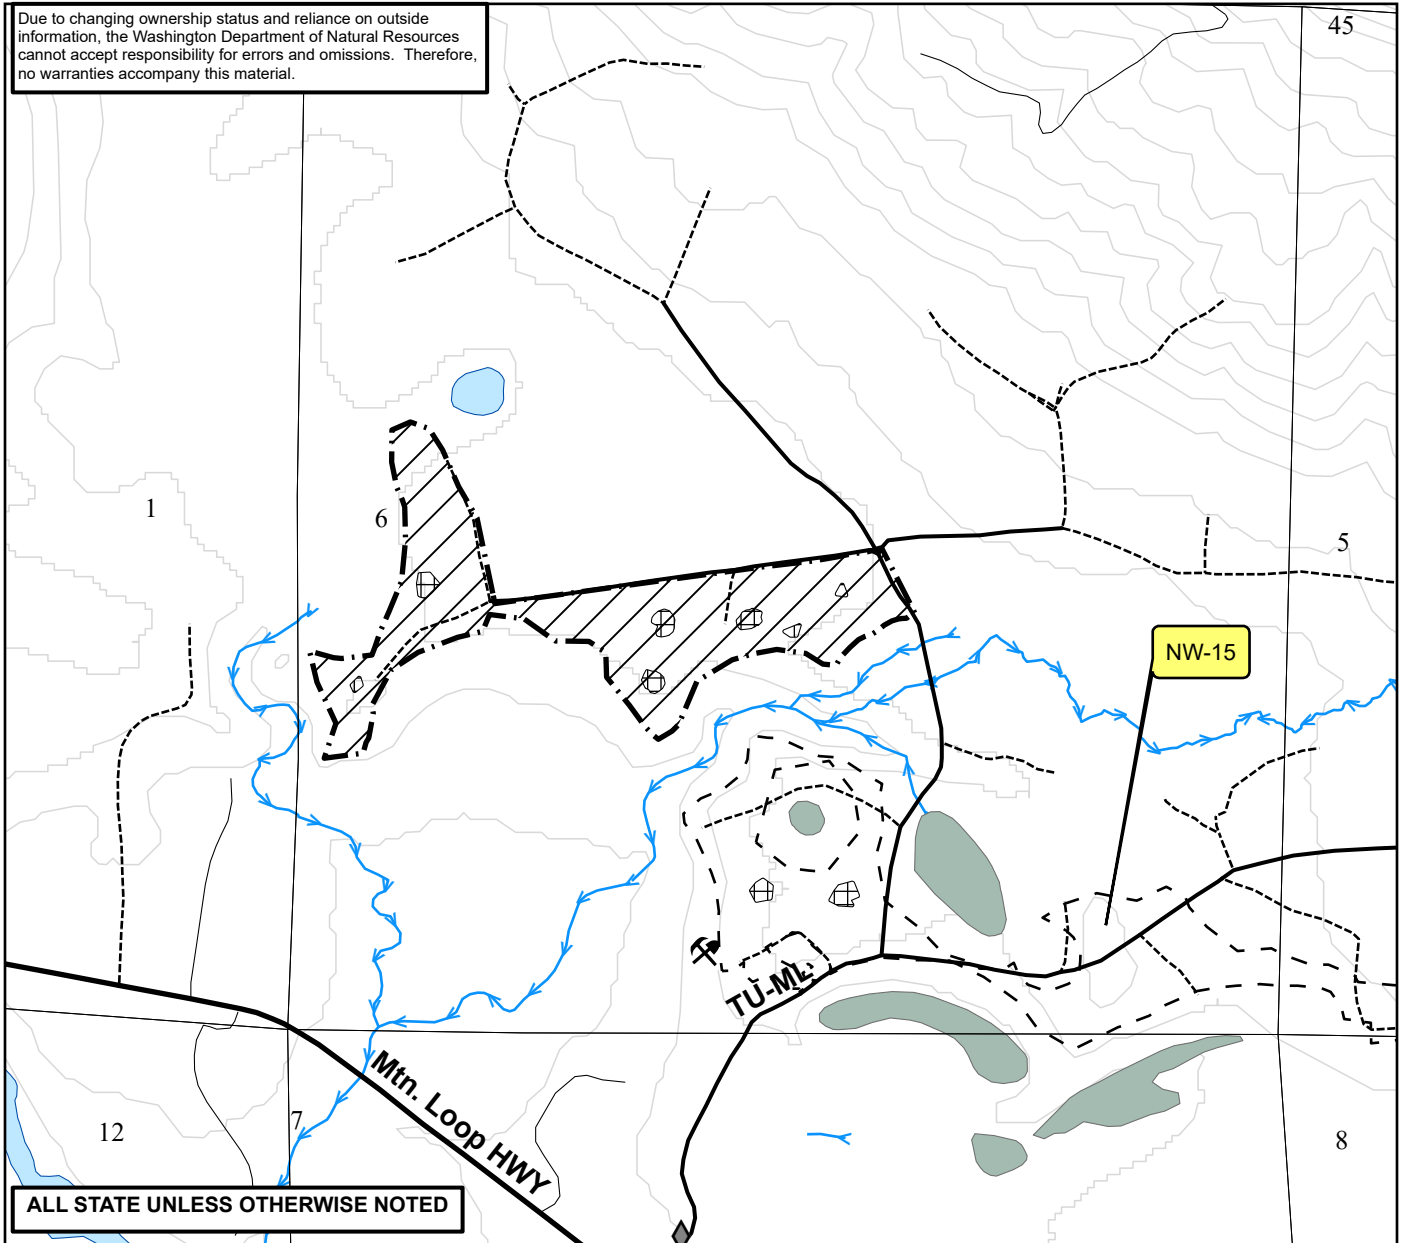 Due to changing ownership status and reliance on outside
information, the Washington Department of Natural Resources
cannot accept responsibility for errors and omissions.  Therefore,
no warranties accompany this material.
45
1
6
5
NW-15
TU-ML
Mtn. Loop HWY
12
7
8
ALL STATE UNLESS OTHERWISE NOTED